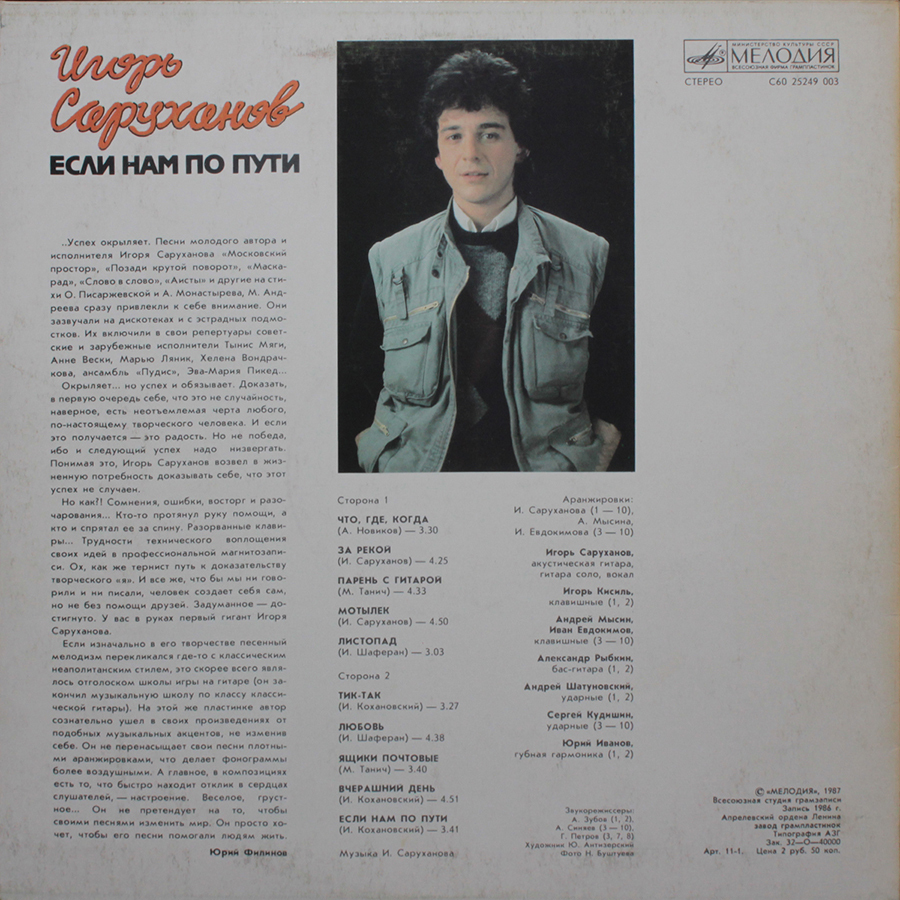 Игорь
Саруханов
ЕСЛИ НАМ ПО ПУТИ
МИНИСТЕРСТВО КУЛЬТУРЫ СССР
МЕЛОДИЯ
ВСЕСОЮЗНАЯ ФИРМА ГРАМПЛАСТИНОК
СТЕРЕО
С60 25249 003
..Успех окрыляет. Песни молодого автора и
исполнителя Игоря Саруханова «Московский
простор», «Позади крутой поворот», «Маска-
рад», «Слово в слово», «Аисты» и другие на сти-
хи О. Писаржевской и А. Монастырева, М. Анд-
реева сразу привлекли к себе внимание. Они
зазвучали на дискотеках и с эстрадных подмо-
стков. Их включили в свои репертуары совет-
ские и зарубежные исполнители Тынис Мяги,
Анне Вески, Марью Ляник, Хелена Вондрач-
кова, ансамбль «Пудис», Эва-Мария Пикед...
Окрыляет... но успех и обязывает. Доказать,
в первую очередь себе, что это не случайность,
наверное, есть неотъемлемая черта любого,
по-настоящему творческого человека. И если
это получается — это радость. Но не победа,
ибо и следующий успех надо низвергать.
Понимая это, Игорь Саруханов возвел в жиз-
ненную потребность доказывать себе, что этот
успех не случаен.
Но как?! Сомнения, ошибки, восторг и разо-
чарования... Кто-то протянул руку помощи, а
кто и спрятал ее за спину. Разорванные клави-
ры... Трудности технического воплощения
своих идей в профессиональной магнитозапи-
си. Ох, как же тернист путь к доказательству
творческого «я». И все же, что бы мы ни гово-
рили и ни писали, человек создает себя сам,
но не без помощи друзей. Задуманное — до-
стигнуто. У вас в руках первый гигант Игоря
Саруханова.
Если изначально в его творчестве песенный
мелодизм перекликался где-то с классическим
неаполитанским стилем, это скорее всего явля-
лось отголоском школы игры на гитаре (он за-
кончил музыкальную школу по классу класси-
ческой гитары). На этой же пластинке автор
сознательно ушел в своих произведениях от
подобных музыкальных акцентов, не изменив
себе. Он не перенасыщает свои песни плотны-
ми аранжировками, что делает фонограммы
более воздушными. А главное, в композициях
есть то, что быстро находит отклик в сердцах
слушателей, — настроение. Веселое, груст-
ное... Он не претендует на то, чтобы
своими песнями изменить мир. Он просто хо-
чет, чтобы его песни помогали людям жить.
Юрий Филинов
Сторона 1
ЧТО, ГДЕ, КОГДА
(А. Новиков) — 3.30
ЗА РЕКОЙ
(И. Саруханов) — 4.25
ПАРЕНЬ С ГИТАРОЙ
(М. Танич) — 4.33
МОТЫЛЕК
(И. Саруханов) — 4.50
ЛИСТОПАД
(И. Шаферан) — 3.03
Сторона 2
ТИК-ТАК
(И. Кохановский) — 3.27
ЛЮБОВЬ
(И. Шаферан) — 4.38
ЯЩИКИ ПОЧТОВЫЕ
(М. Танич) — 3.40
ВЧЕРАШНИЙ ДЕНЬ
(И. Кохановский) — 4.51
ЕСЛИ НАМ ПО ПУТИ
(И. Кохановский) — 3.41
Музыка И. Саруханова
Аранжировки:
И. Саруханова (1 — 10),
А. Мысина,
И. Евдокимова (3 — 10)
Игорь Саруханов,
акустическая гитара,
гитара соло, вокал
Игорь Кисиль,
клавишные (1, 2)
Андрей Мысин,
Иван Евдокимов,
клавишные (3 — 10)
Александр Рыбкин,
бас-гитара (1, 2)
Андрей Шатуновский,
ударные (1, 2)
Сергей Кудишин,
ударные (3 — 10)
Юрий Иванов,
губная гармоника (1, 2)
Звукорежиссеры:
А. Зубов (1, 2),
А. Синяев (3 — 10),
Г. Петров (3, 7, 8)
Художник Ю. Антизерский
Фото Н. Буштуева
© «МЕЛОДИЯ», 1987
Всесоюзная студия грамзаписи
Запись 1986 г.
Апрелевский ордена Ленина
завод грампластинок
Типография АЗГ
Зак. 32—О—40000
Арт. 11-1. Цена 2 руб. 50 коп.